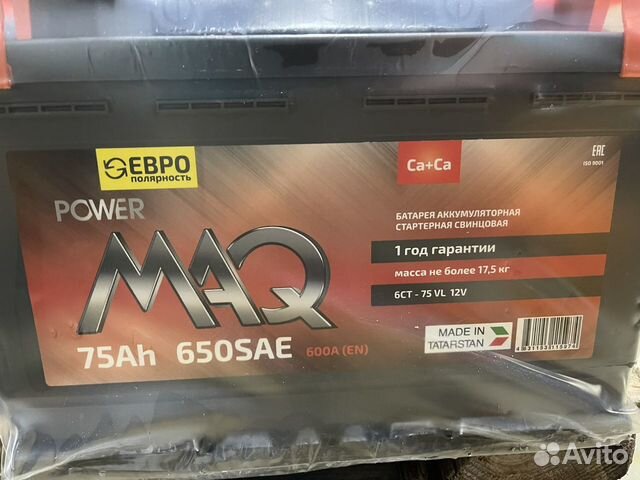 ЕВРО
ПОЛЯРНОСТЬ
POWER
MAQ
75Ah 650SAE 600A (EN)
Ca+Ca
EAC
ISO 9001
БАТАРЕЯ АККУМУЛЯТОРНАЯ
СТАРТЕРНАЯ СВИНЦОВАЯ
1 год гарантии
масса не более 17,5 кг
6СТ - 75 VL 12V
MADE IN
TATARSTAN
Avito